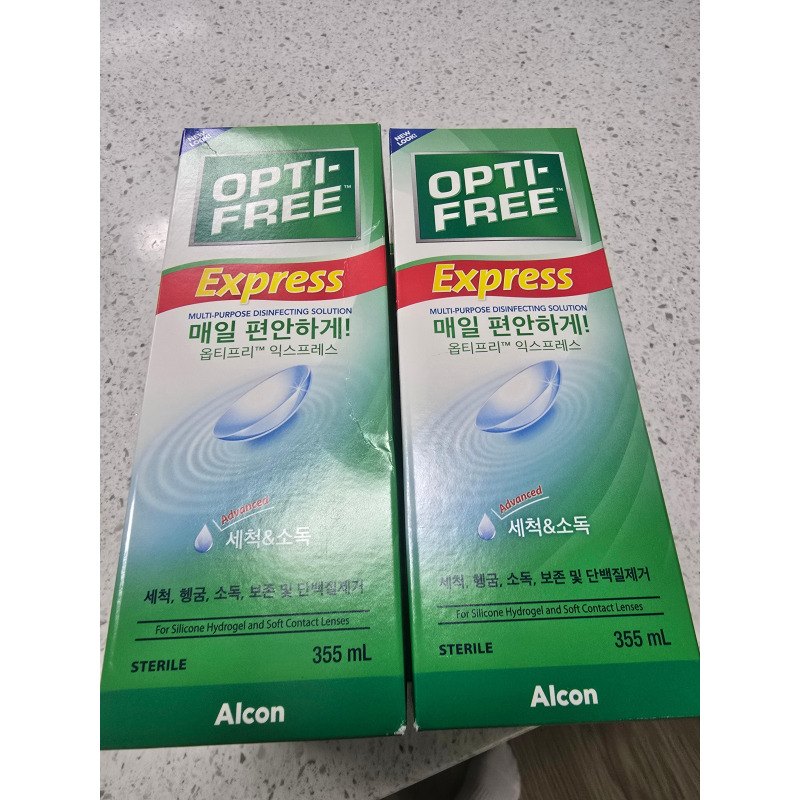 NEW
LOOK!
OPTI-
FREE™
Express
MULTI-PURPOSE DISINFECTING SOLUTION
매일 편안하게!
옵티프리™ 익스프레스
Advanced
세척&소독
세척, 헹굼, 소독, 보존 및 단백질제거
For Silicone Hydrogel and Soft Contact Lenses
STERILE
355 mL
Alcon
NEW
LOOK!
OPTI-
FREE™
Express
MULTI-PURPOSE DISINFECTING SOLUTION
매일 편안하게!
옵티프리™ 익스프레스
Advanced
세척&소독
세척, 헹굼, 소독, 보존 및 단백질제거
For Silicone Hydrogel and Soft Contact Lenses
STERILE
355 mL
Alcon